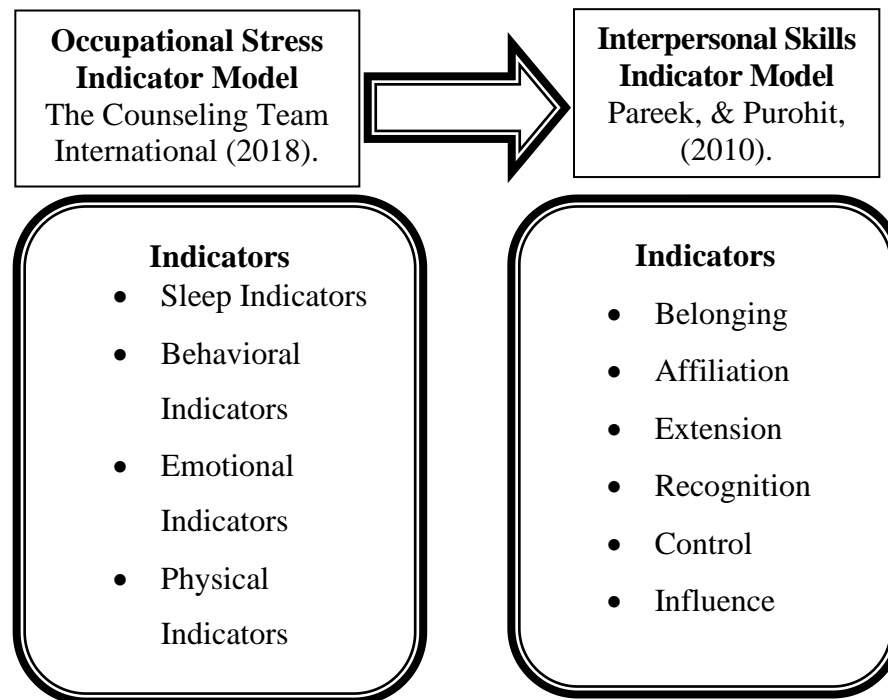 Occupational Stress
Indicator Model
The Counseling Team
International (2018).
Interpersonal Skills
Indicator Model
Pareek, & Purohit,
(2010).
Indicators
• Sleep Indicators
• Behavioral
Indicators
• Emotional
Indicators
• Physical
Indicators
Indicators
• Belonging
• Affiliation
• Extension
• Recognition
• Control
• Influence